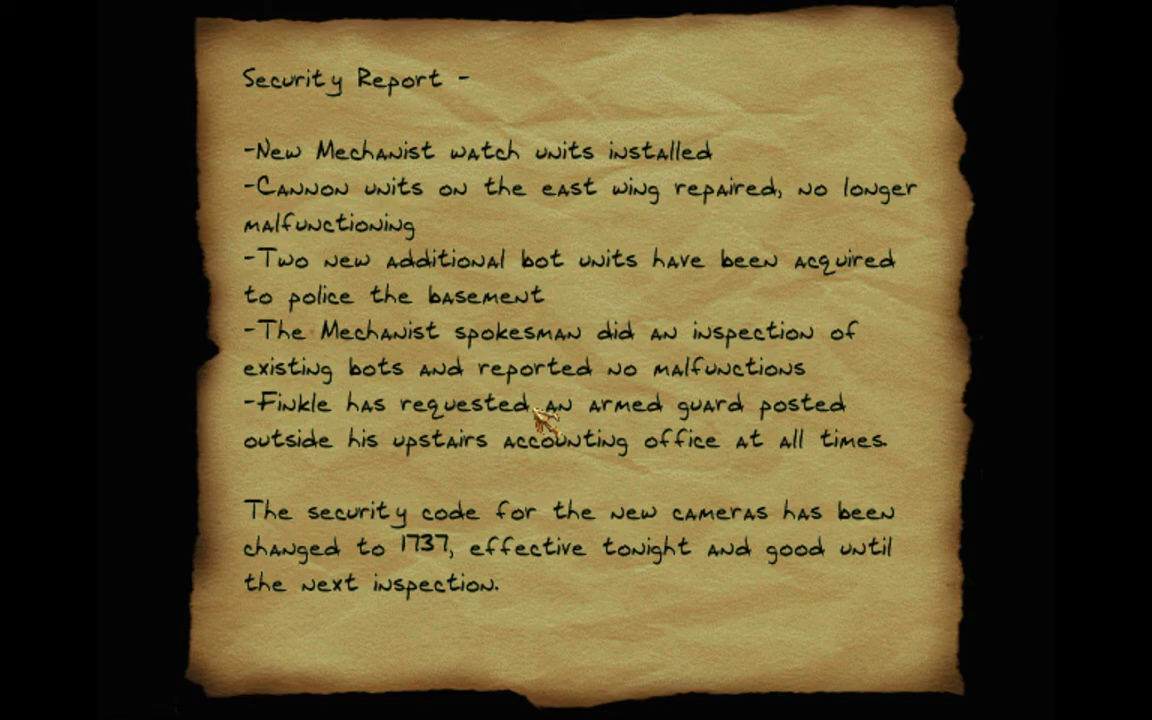 Security Report -
-New Mechanist watch units installed
-Cannon units on the east wing repaired, no longer
malfunctioning
-Two new additional bot units have been acquired
to police the basement
-The Mechanist spokesman did an inspection of
existing bots and reported no malfunctions
-Finkle has requested an armed guard posted
outside his upstairs accounting office at all times.
The security code for the new cameras has been
changed to 1737, effective tonight and good until
the next inspection.